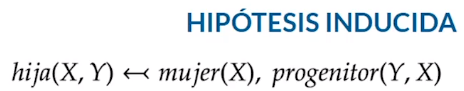 HIPÓTESIS INDUCIDA
hija(X, Y) ↢ mujer(X), progenitor(Y, X)